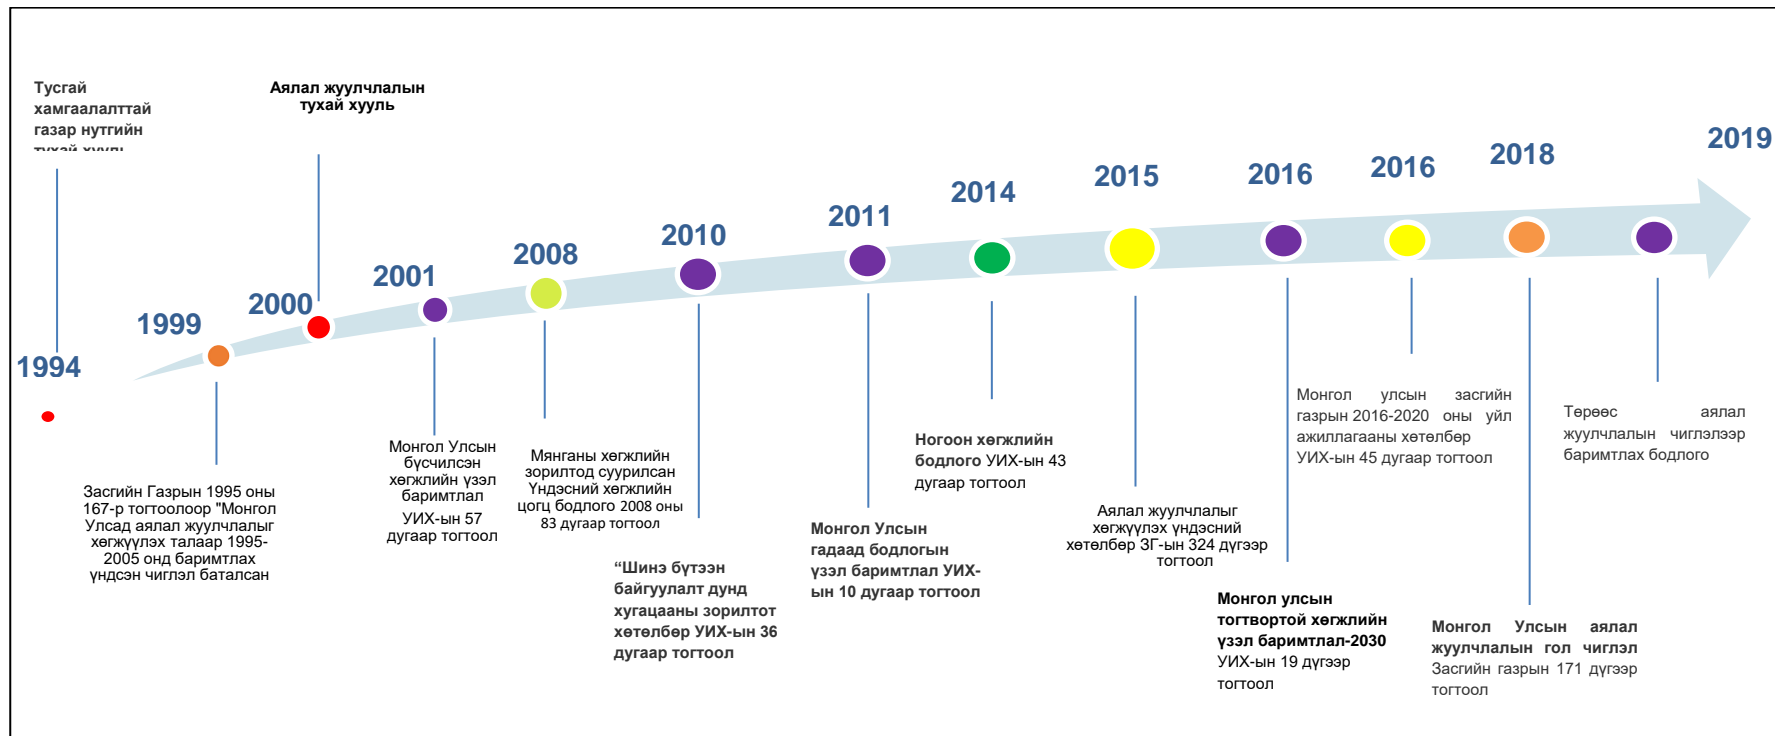 Тусгай
хамгаалалттай
газар нутгийн
тухай хууль
1994
1999
Засгийн Газрын 1995 оны
167-р тогтоолоор "Монгол
Улсад аялал жуулчлалыг
хөгжүүлэх талаар 1995-
2005 онд баримтлах
үндсэн чиглэл баталсан
Аялал жуулчлалын
тухай хууль
2000
2001
Монгол Улсын
бүсчилсэн
хөгжлийн үзэл
баримтлал
УИХ-ын 57
дугаар тогтоол
2008
Мянганы хөгжлийн
зорилтод суурилсан
Үндэсний хөгжлийн
цогц бодлого 2008 оны
83 дугаар тогтоол
2010
“Шинэ бүтээн
байгуулалт дунд
хугацааны зорилтот
хөтөлбөр УИХ-ын 36
дугаар тогтоол
2011
Монгол Улсын
гадаад бодлогын
үзэл баримтлал УИХ-
ын 10 дугаар тогтоол
2014
Ногоон хөгжлийн
бодлого УИХ-ын 43
дугаар тогтоол
2015
Аялал жуулчлалыг
хөгжүүлэх үндэсний
хөтөлбөр ЗГ-ын 324 дүгээр
тогтоол
2016
Монгол улсын
тогтвортой хөгжлийн
үзэл баримтлал-2030
УИХ-ын 19 дүгээр
тогтоол
2016
Монгол улсын засгийн
газрын 2016-2020 оны уйл
ажиллагааны хөтөлбөр
УИХ-ын 45 дугаар тогтоол
2018
Монгол Улсын аялал
жуулчлалын гол чиглэл
Засгийн газрын 171 дүгээр
тогтоол
2019
Төрөөс аялал
жуулчлалын чиглэлээр
баримтлах бодлого